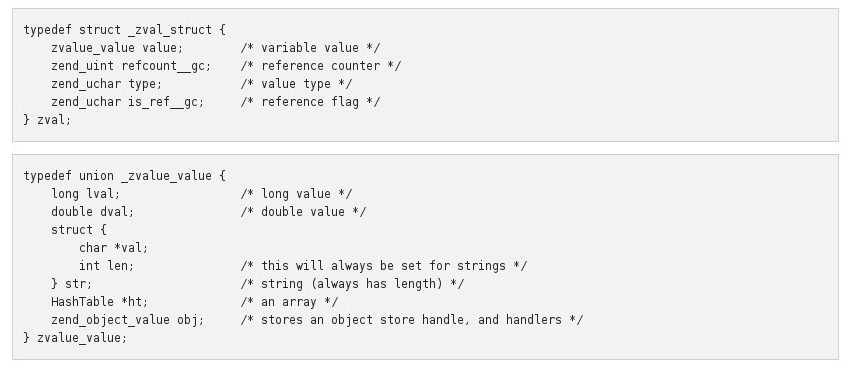 typedef struct _zval_struct {
    zvalue_value value;        /* variable value */
    zend_uint refcount__gc;    /* reference counter */
    zend_uchar type;           /* value type */
    zend_uchar is_ref__gc;     /* reference flag */
} zval;
typedef union _zvalue_value {
    long lval;                 /* long value */
    double dval;               /* double value */
    struct {
        char *val;
        int len;               /* this will always be set for strings */
    } str;                     /* string (always has length) */
    HashTable *ht;             /* an array */
    zend_object_value obj;     /* stores an object store handle, and handlers */
} zvalue_value;